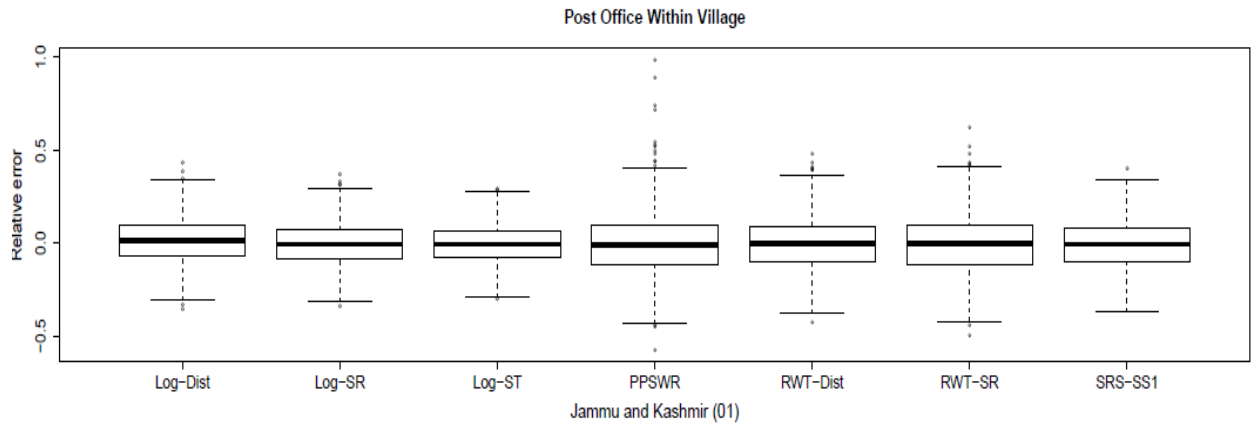 Post Office Within Village
Relative error
1.0
0.5
0.0
−0.5
Log−Dist Log−SR Log−ST PPSWR RWT−Dist RWT−SR SRS−SS1
Jammu and Kashmir (01)